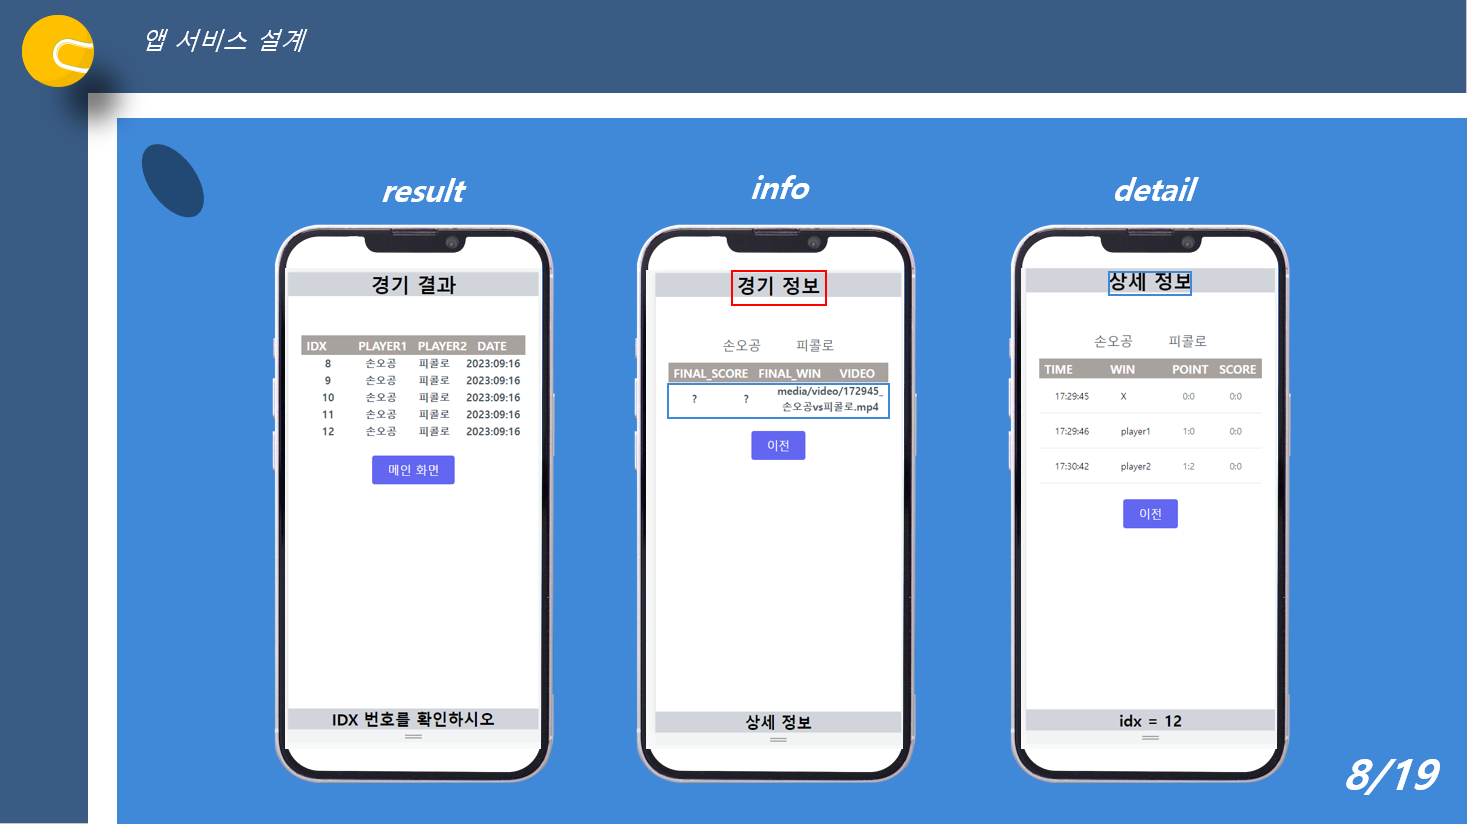 앱 서비스 설계
result
경기 결과
IDX PLAYER1 PLAYER2 DATE
8 손오공 피콜로 2023:09:16
9 손오공 피콜로 2023:09:16
10 손오공 피콜로 2023:09:16
11 손오공 피콜로 2023:09:16
12 손오공 피콜로 2023:09:16
메인 화면
IDX 번호를 확인하시오
info
경기 정보
손오공 피콜로
FINAL_SCORE FINAL_WIN VIDEO
? ? media/video/172945_
손오공vs피콜로.mp4
이전
상세 정보
detail
상세 정보
손오공 피콜로
TIME WIN POINT SCORE
17:29:45 X 0:0 0:0
17:29:46 player1 1:0 0:0
17:30:42 player2 1:2 0:0
이전
idx = 12
8/19